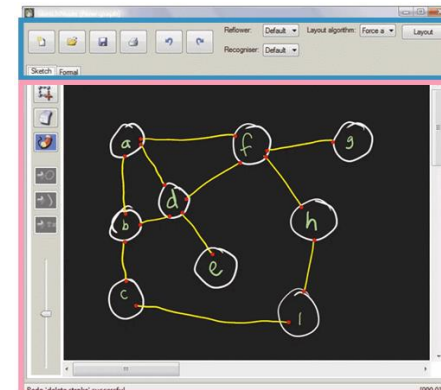 Reflower: Default Layout algorithm: Force a Layout
Recogniser: Default
Sketch Formal
a
f
g
d
b
h
e
c
l